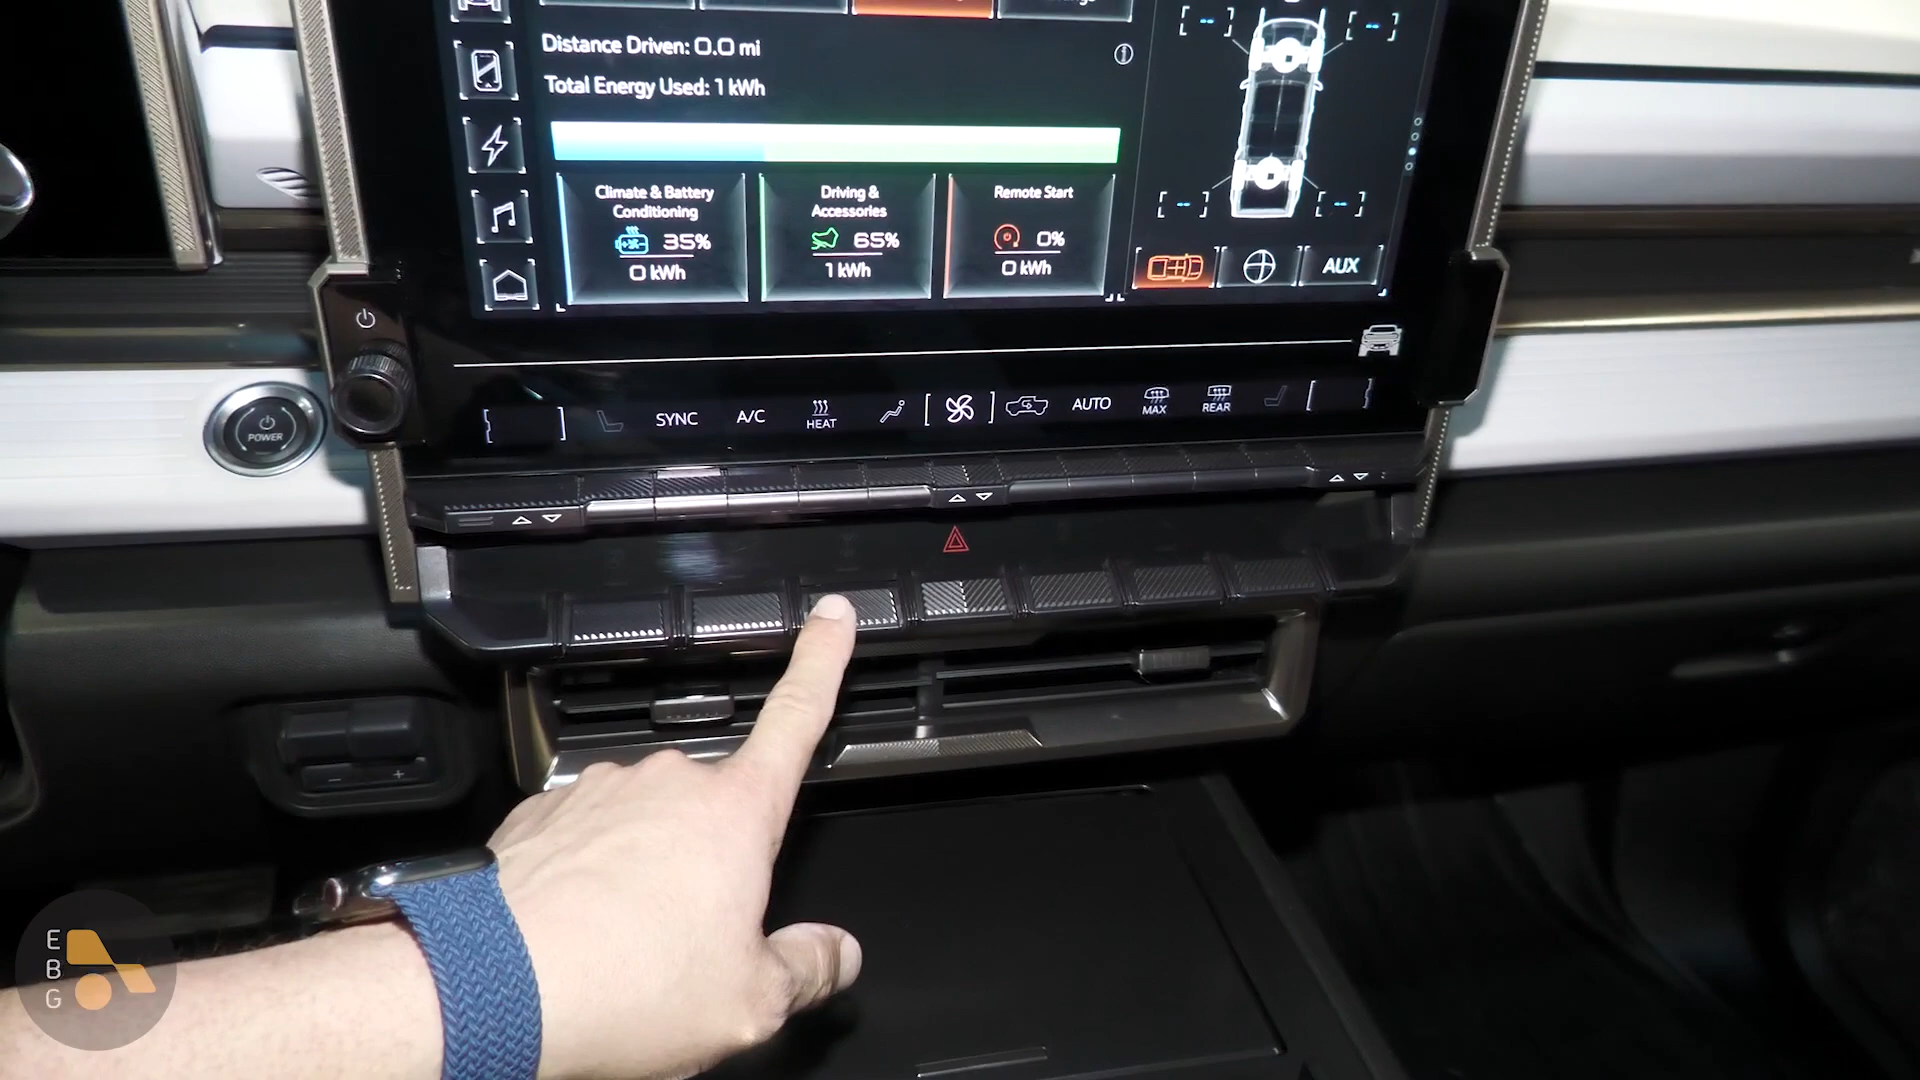 Distance Driven: 0.0 mi
Total Energy Used: 1 kWh
Climate & Battery
Conditioning
35%
0 kWh
Driving &
Accessories
65%
1 kWh
Remote Start
0%
0 kWh
-- --
-- --
AUX
POWER
SYNC A/C HEAT AUTO MAX REAR
- +
E
B
G